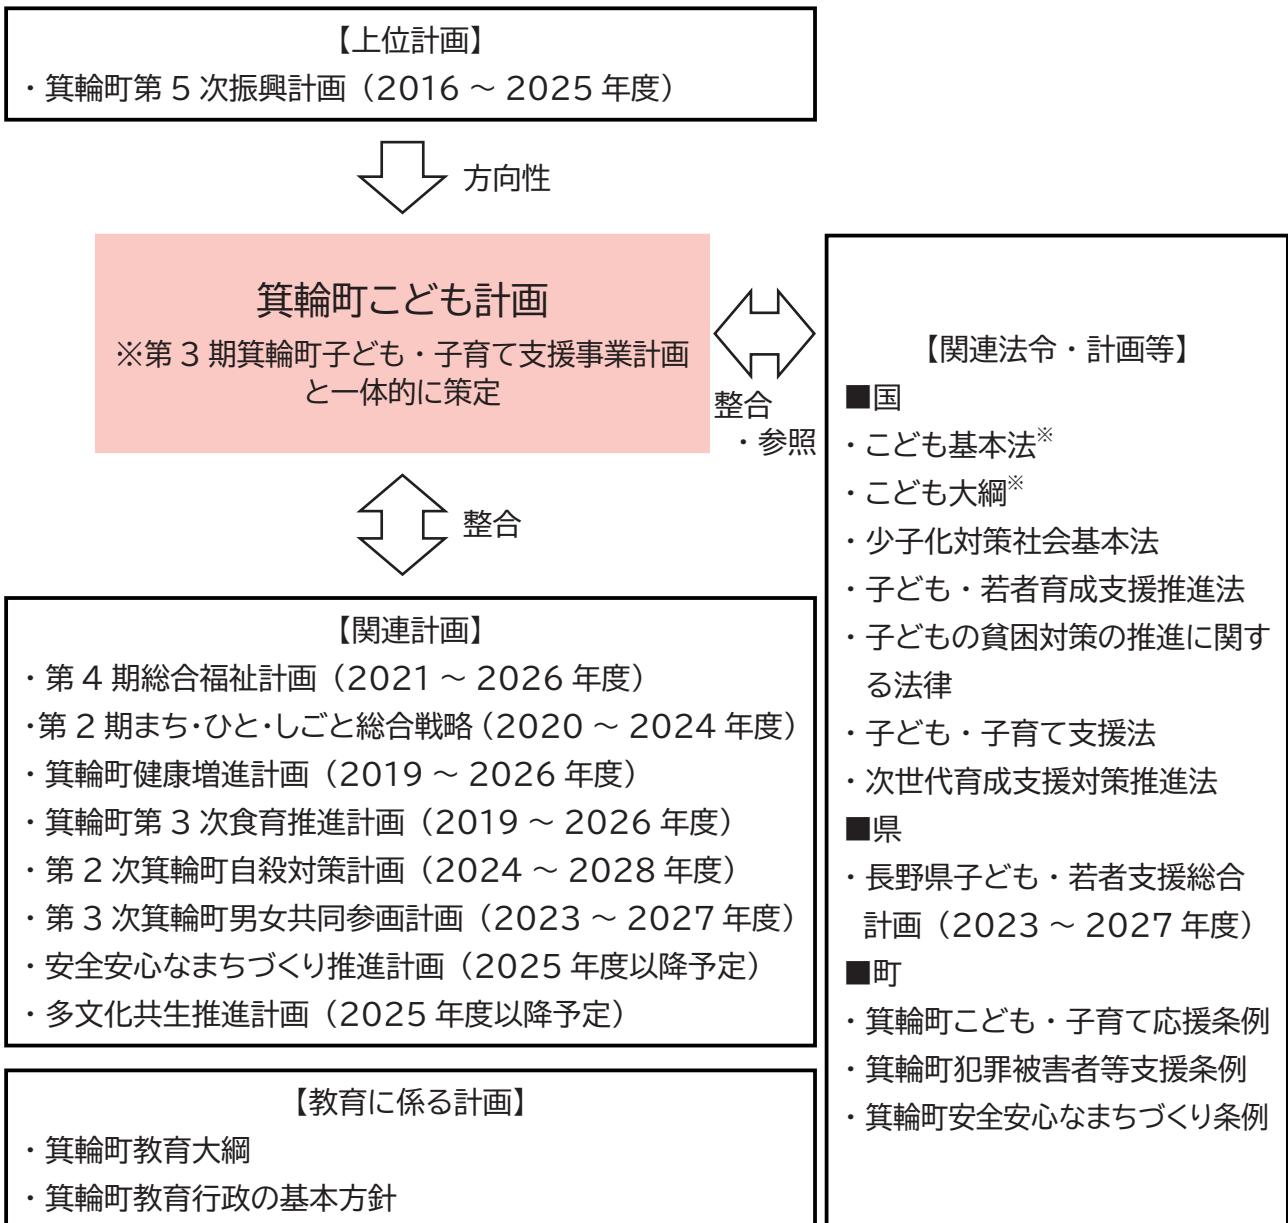 【上位計画】
・箕輪町第 5 次振興計画（2016 ～ 2025 年度）
方向性
箕輪町こども計画
※第 3 期箕輪町子ども・子育て支援事業計画
と一体的に策定
整合
・参照
整合
【関連計画】
・第 4 期総合福祉計画（2021 ～ 2026 年度）
・第 2 期まち・ひと・しごと総合戦略（2020 ～ 2024 年度）
・箕輪町健康増進計画（2019 ～ 2026 年度）
・箕輪町第 3 次食育推進計画（2019 ～ 2026 年度）
・第 2 次箕輪町自殺対策計画（2024 ～ 2028 年度）
・第 3 次箕輪町男女共同参画計画（2023 ～ 2027 年度）
・安全安心なまちづくり推進計画（2025 年度以降予定）
・多文化共生推進計画（2025 年度以降予定）
【教育に係る計画】
・箕輪町教育大綱
・箕輪町教育行政の基本方針
【関連法令・計画等】
■国
・こども基本法※
・こども大綱※
・少子化対策社会基本法
・子ども・若者育成支援推進法
・子どもの貧困対策の推進に関す
る法律
・子ども・子育て支援法
・次世代育成支援対策推進法
■県
・長野県子ども・若者支援総合
計画（2023 ～ 2027 年度）
■町
・箕輪町こども・子育て応援条例
・箕輪町犯罪被害者等支援条例
・箕輪町安全安心なまちづくり条例